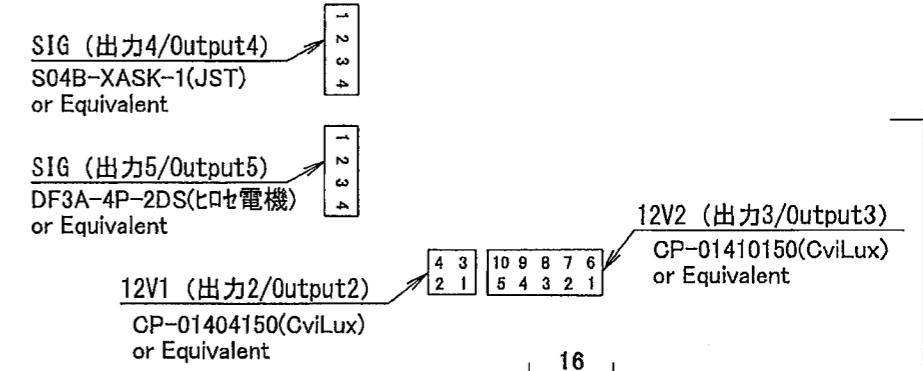 1
2
3
4
SIG (出力4/Output4)
S04B-XASK-1(JST)
or Equivalent
1
2
3
4
SIG (出力5/Output5)
DF3A-4P-2DS(ﾋﾛｾ電機)
or Equivalent
12V2 (出力3/Output3)
CP-01410150(CviLux)
or Equivalent
4 3
2 1
10 9 8 7 6
5 4 3 2 1
12V1 (出力2/Output2)
CP-01404150(CviLux)
or Equivalent
16